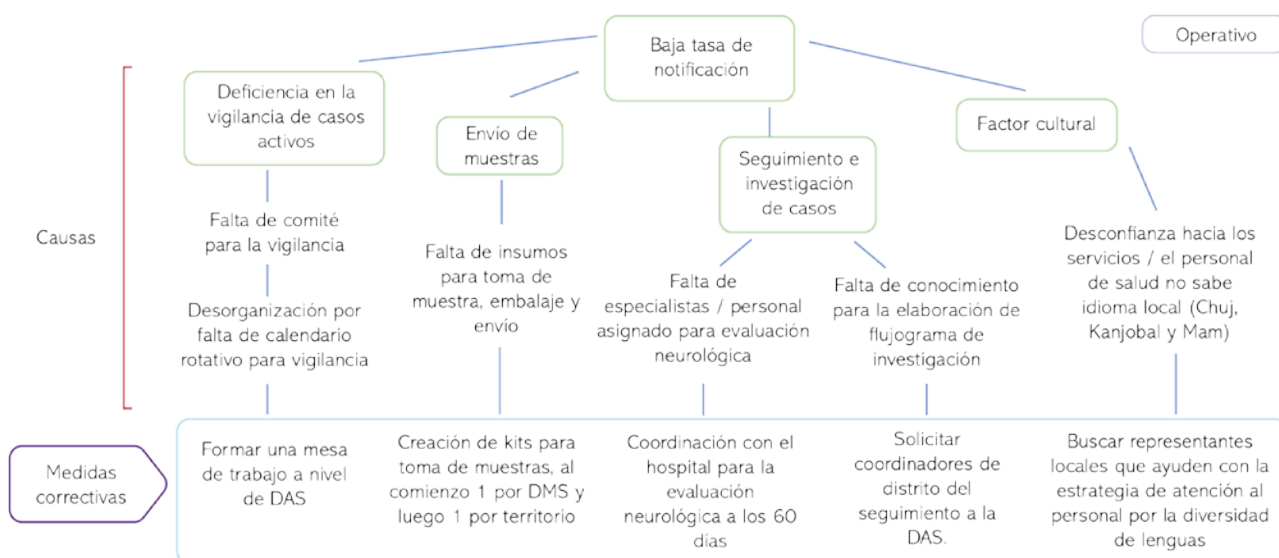 Operativo
Baja tasa de
notificación
Deficiencia en la
vigilancia de casos
activos
Envío de
muestras
Seguimiento e
investigación
de casos
Factor cultural
Causas
Falta de comité
para la vigilancia
Desorganización por
falta de calendario
rotativo para vigilancia
Falta de insumos
para toma de
muestra, embalaje y
envío
Falta de
especialistas / personal
asignado para evaluación
neurológica
Falta de conocimiento
para la elaboración de
flujograma de
investigación
Desconfianza hacia los
servicios / el personal
de salud no sabe
idioma local (Chuj,
Kanjobal y Mam)
Medidas
correctivas
Formar una mesa
de trabajo a nivel
de DAS
Creación de kits para
toma de muestras, al
comienzo 1 por DMS y
luego 1 por territorio
Coordinación con el
hospital para la
evaluación
neurológica a los 60
días
Solicitar
coordinadores de
distrito del
seguimiento a la
DAS.
Buscar representantes
locales que ayuden con la
estrategia de atención al
personal por la diversidad
de lenguas